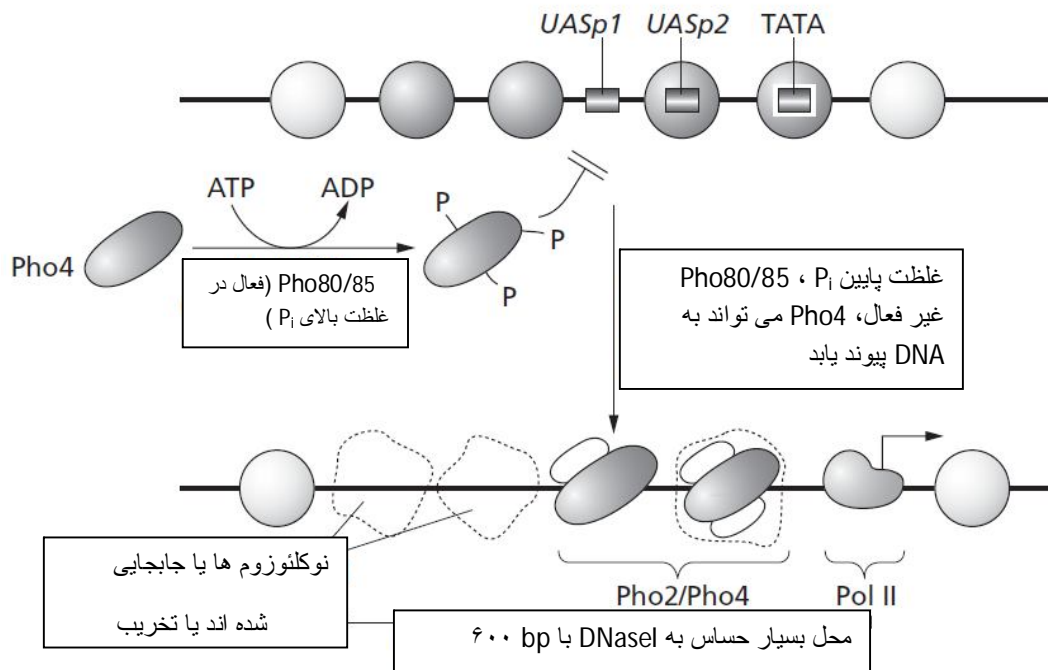 UASp1 UASp2 TATA
ATP ADP
P
P
P
Pho4
Pho80/85 (فعال در
غلظت بالای Pi )
غلظت پایین Pi ، Pho80/85
غیر فعال، Pho4 می تواند به
DNA پیوند یابد
نوکلئوزوم ها یا جابجایی
شده اند یا تخریب
Pho2/Pho4 Pol II
محل بسیار حساس به DNaseI با ۶۰۰ bp